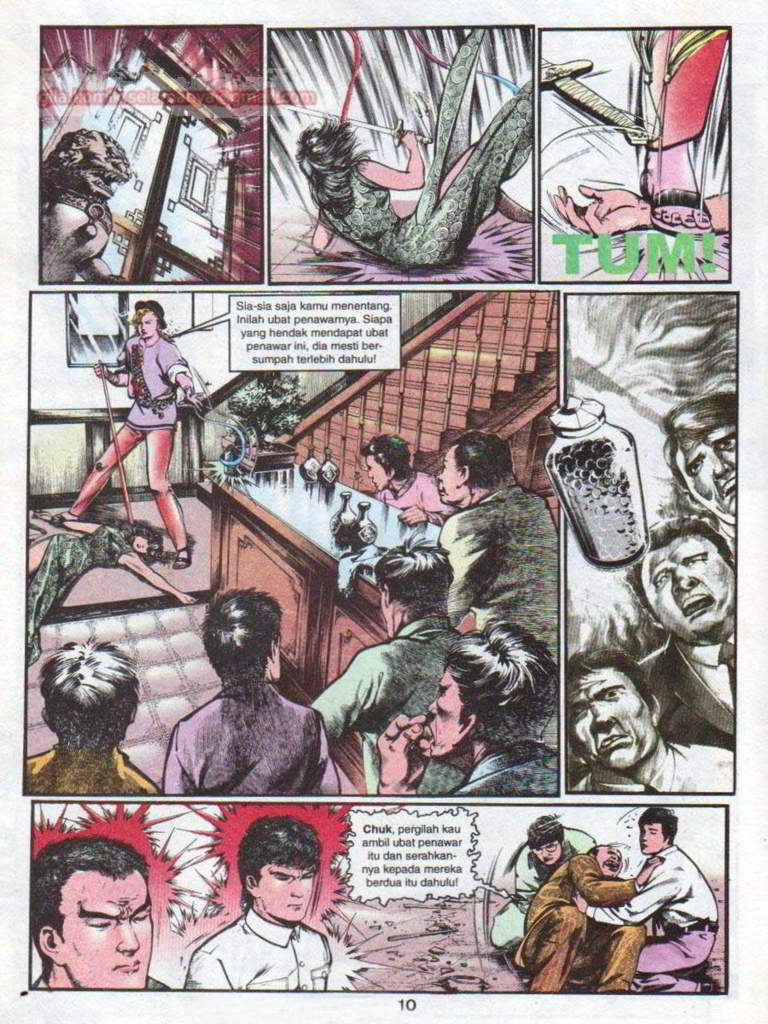 TUM!
Sia-sia saja kamu menentang.
Inilah ubat penawarnya. Siapa
yang hendak mendapat ubat
penawar ini, dia mesti ber-
sumpah terlebih dahulu!
Chuk, pergilah kau
ambil ubat penawar
itu dan serahkan-
nya kepada mereka
berdua itu dahulu!
10